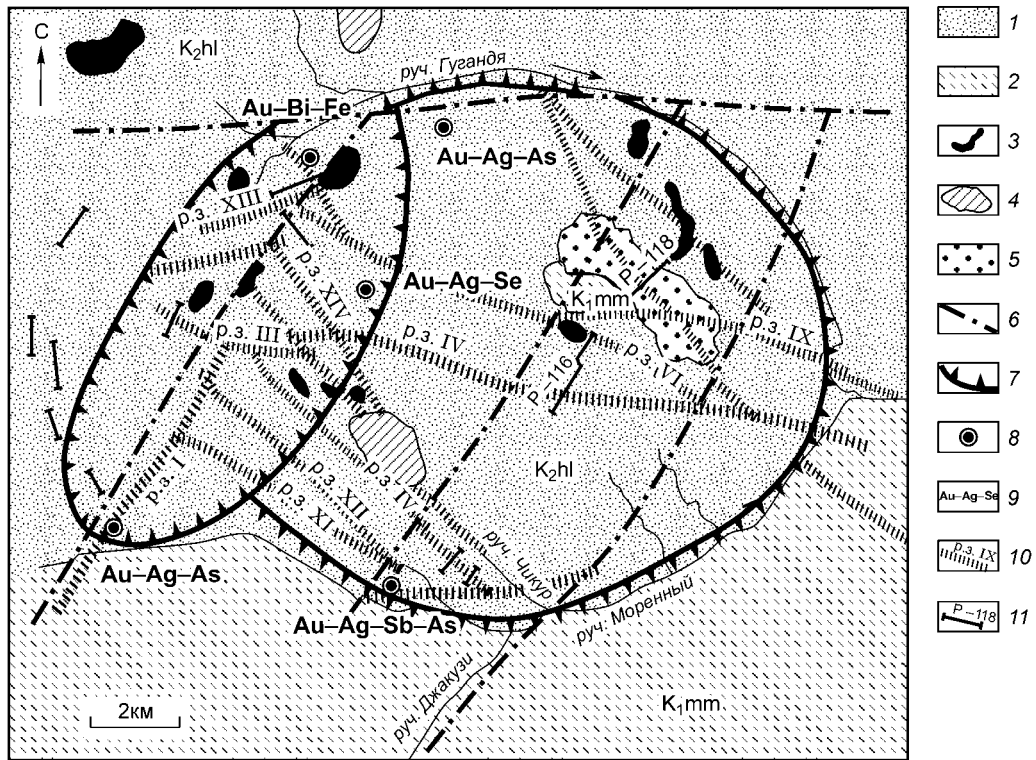 С
K₂hl
руч. Гугандя
Au–Bi–Fe
Au–Ag–As
р.з. XIII
Р –118
Au–Ag–Se
K₁mm
р.з. XIV
р.з. IX
р.з. III
р.з. IV
р.з. VI
Р –116
р.з. I
K₂hl
р.з. IV
р.з. XII
р.з. XI
руч. Чикур
Au–Ag–As
Au–Ag–Sb–As
руч. Моренный
руч. Джакузи
K₁mm
2км
1
2
3
4
5
6
7
8
Au–Ag–Se 9
р.з. IX 10
Р –118 11